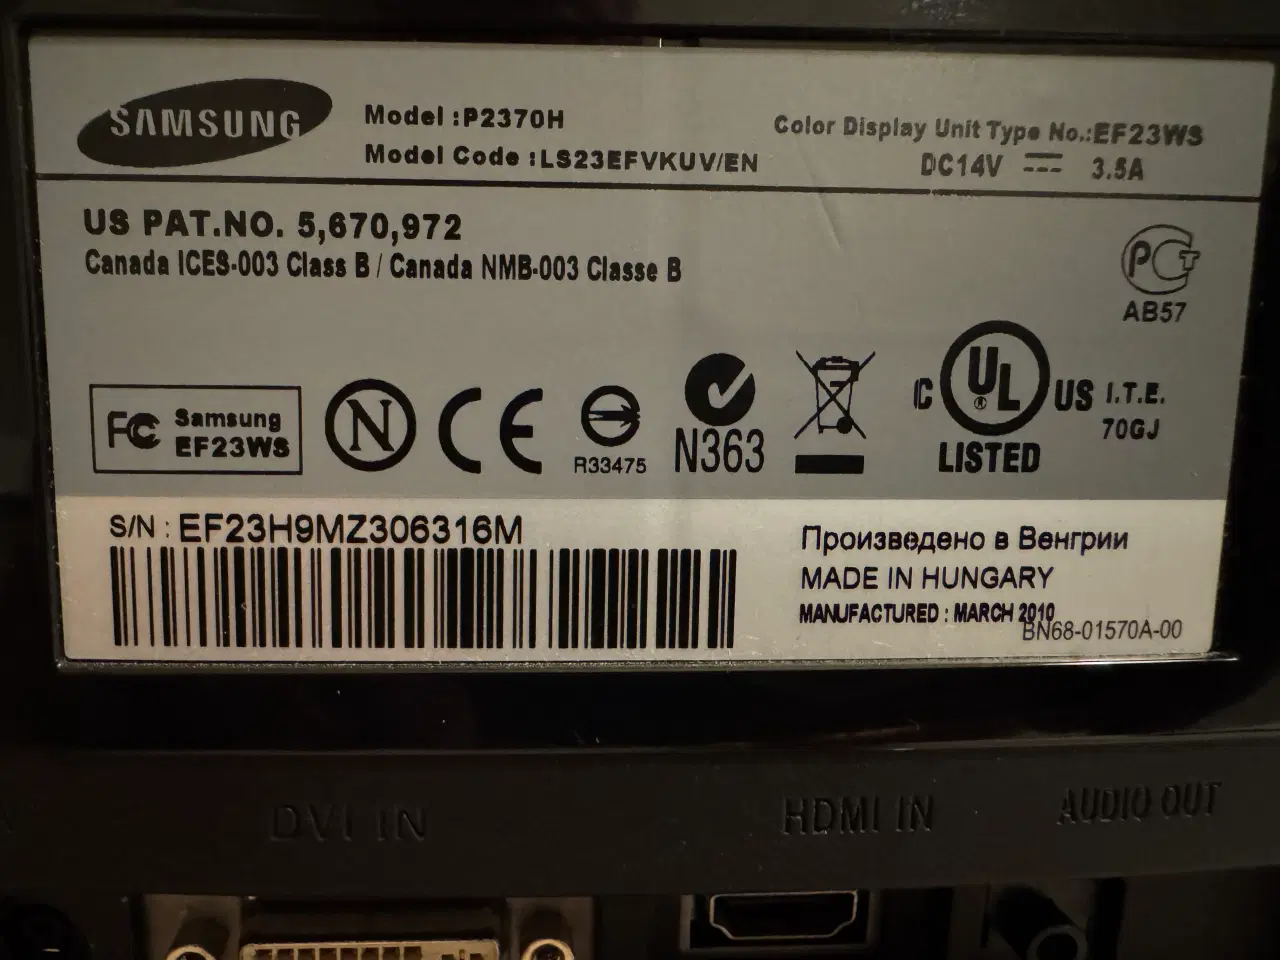 SAMSUNG
Model :P2370H
Model Code :LS23EFVKUV/EN
Color Display Unit Type No.:EF23WS
DC14V 3.5A
US PAT.NO. 5,670,972
Canada ICES-003 Class B / Canada NMB-003 Classe B
PCT
AB57
FC Samsung
EF23WS
N
CE
R33475
N363
C UL US I.T.E.
®
70GJ
LISTED
S/N : EF23H9MZ306316M
Произведено в Венгрии
MADE IN HUNGARY
MANUFACTURED : MARCH 2010
BN68-01570A-00
DVI IN
HDMI IN
AUDIO OUT